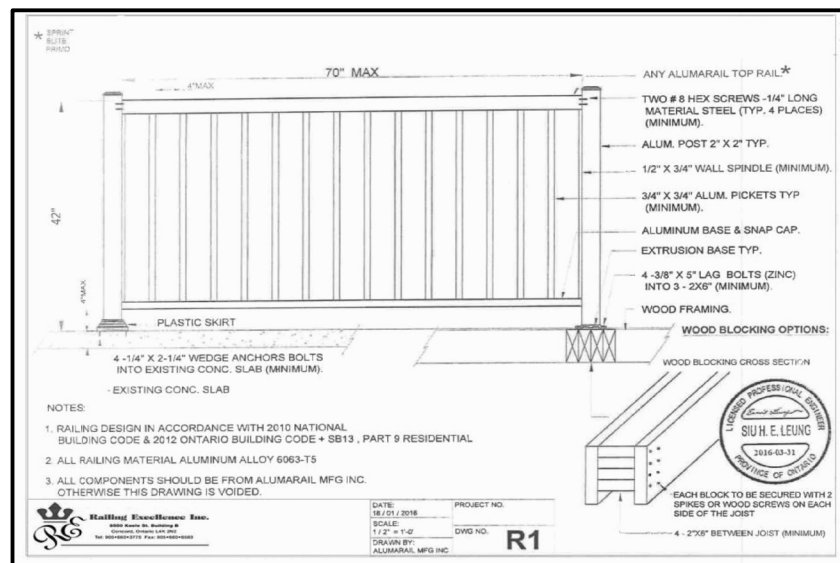 * SPRINT
ELITE
PRIMO
70" MAX
4"MAX
42"
4"MAX
ANY ALUMARAIL TOP RAIL*
TWO # 8 HEX SCREWS -1/4" LONG
MATERIAL STEEL (TYP. 4 PLACES)
(MINIMUM).
ALUM. POST 2" X 2" TYP.
1/2" X 3/4" WALL SPINDLE (MINIMUM).
3/4" X 3/4" ALUM. PICKETS TYP
(MINIMUM).
ALUMINUM BASE & SNAP CAP.
EXTRUSION BASE TYP.
4 -3/8" X 5" LAG BOLTS (ZINC)
INTO 3 - 2X6" (MINIMUM).
WOOD FRAMING.
WOOD BLOCKING OPTIONS:
PLASTIC SKIRT
4 -1/4" X 2-1/4" WEDGE ANCHORS BOLTS
INTO EXISTING CONC. SLAB (MINIMUM).
- EXISTING CONC. SLAB
WOOD BLOCKING CROSS SECTION
NOTES:
1. RAILING DESIGN IN ACCORDANCE WITH 2010 NATIONAL
BUILDING CODE & 2012 ONTARIO BUILDING CODE + SB13 , PART 9 RESIDENTIAL
2. ALL RAILING MATERIAL ALUMINUM ALLOY 6063-T5
3. ALL COMPONENTS SHOULD BE FROM ALUMARAIL MFG INC.
OTHERWISE THIS DRAWING IS VOIDED.
LICENSED PROFESSIONAL ENGINEER
SIU H. E. LEUNG
2016-03-31
PROVINCE OF ONTARIO
EACH BLOCK TO BE SECURED WITH 2
SPIKES OR WOOD SCREWS ON EACH
SIDE OF THE JOIST
4 - 2"X6" BETWEEN JOIST (MINIMUM)
RE
Railing Excellence Inc.
Keele St. Building B
Concord, Ontario
DATE:
18 / 01 / 2016
SCALE:
1 / 2" = 1'-0'
DRAWN BY:
ALUMARAIL MFG INC
PROJECT NO.
DWG NO.
R1